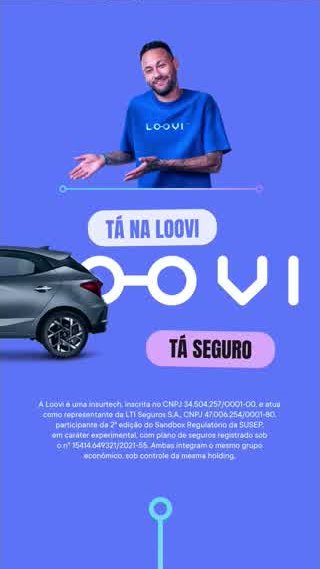 LOOVI
TÁ NA LOOVI
LOOVI
TÁ SEGURO
A Loovi é uma insurtech, inscrita no CNPJ 34.504.257/0001-00, e atua
como representante da LTI Seguros S.A., CNPJ 47.006.254/0001-80,
participante da 2ª edição do Sandbox Regulatório da SUSEP,
em caráter experimental, com plano de seguros registrado sob
o n° 15414.649321/2021-55. Ambas integram o mesmo grupo
econômico, sob controle da mesma holding.